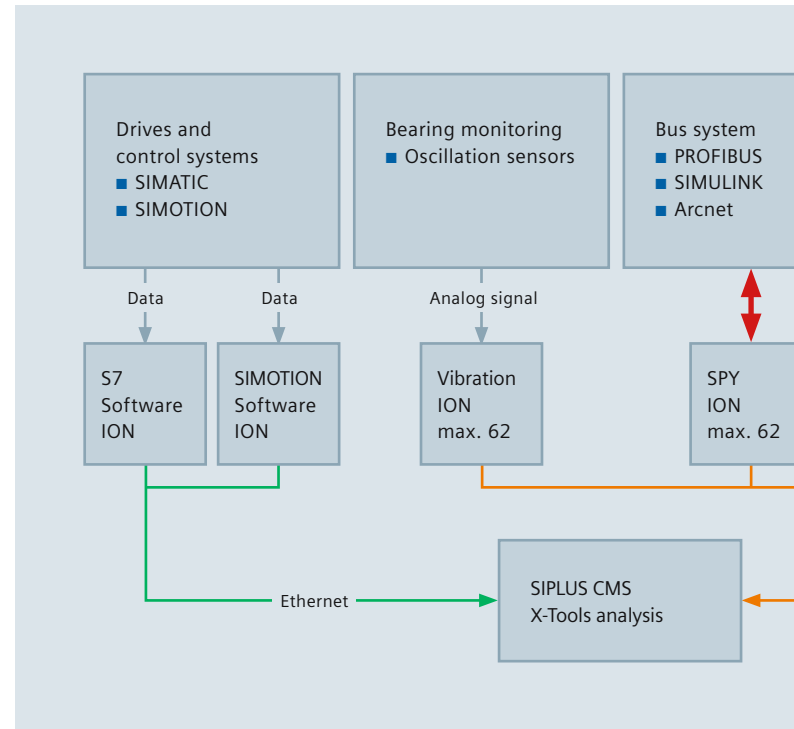 Drives and
control systems
■ SIMATIC
■ SIMOTION
Bearing monitoring
■ Oscillation sensors
Bus system
■ PROFIBUS
■ SIMULINK
■ Arcnet
Data
Data
Analog signal
S7
Software
ION
SIMOTION
Software
ION
Vibration
ION
max. 62
SPY
ION
max. 62
Ethernet
SIPLUS CMS
X-Tools analysis